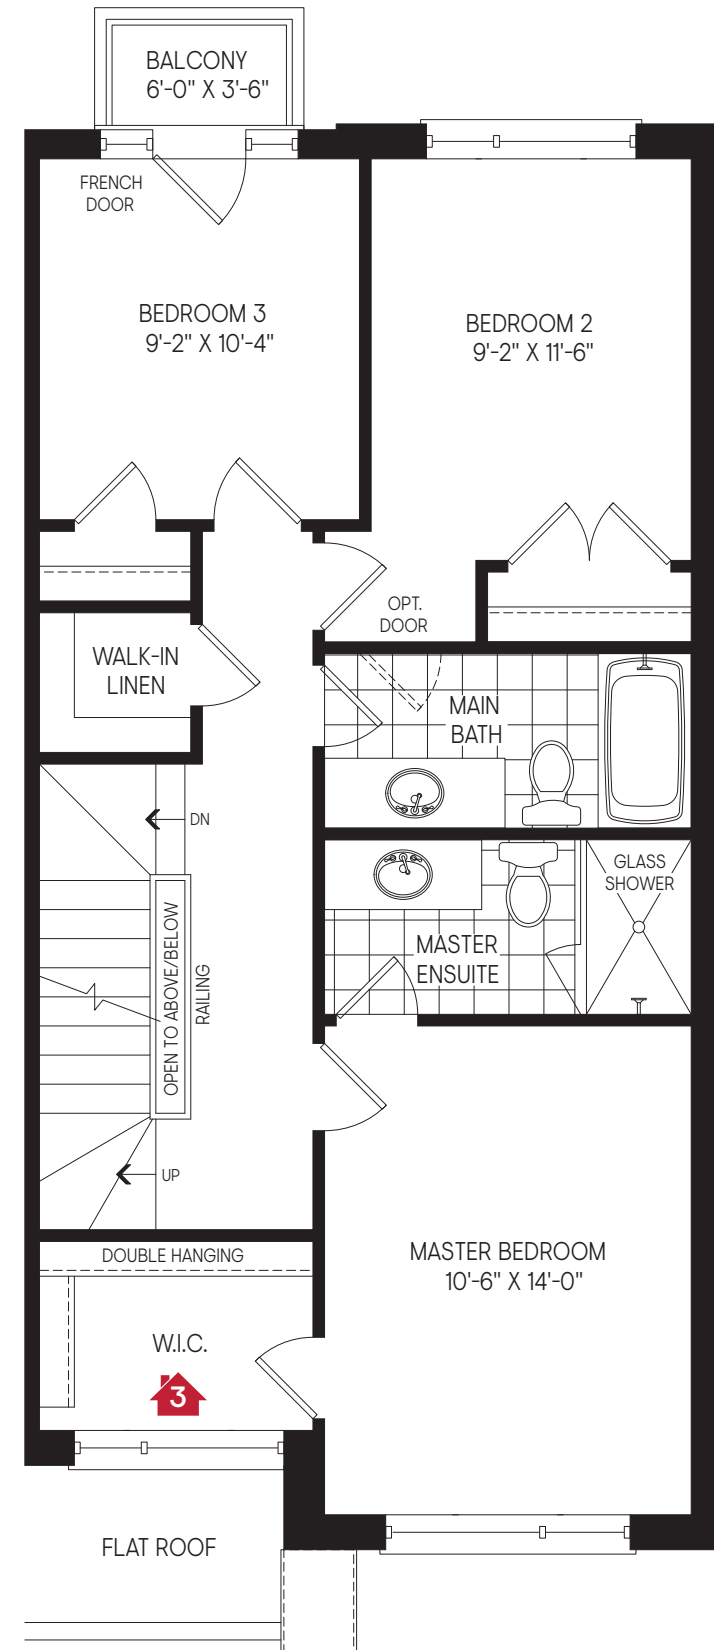 BALCONY
6'-0" X 3'-6"
FRENCH
DOOR
BEDROOM 3
9'-2" X 10'-4"
BEDROOM 2
9'-2" X 11'-6"
OPT.
DOOR
WALK-IN
LINEN
MAIN
BATH
DN
GLASS
SHOWER
MASTER
ENSUITE
OPEN TO ABOVE/BELOW
RAILING
UP
DOUBLE HANGING
MASTER BEDROOM
10'-6" X 14'-0"
W.I.C.
3
FLAT ROOF